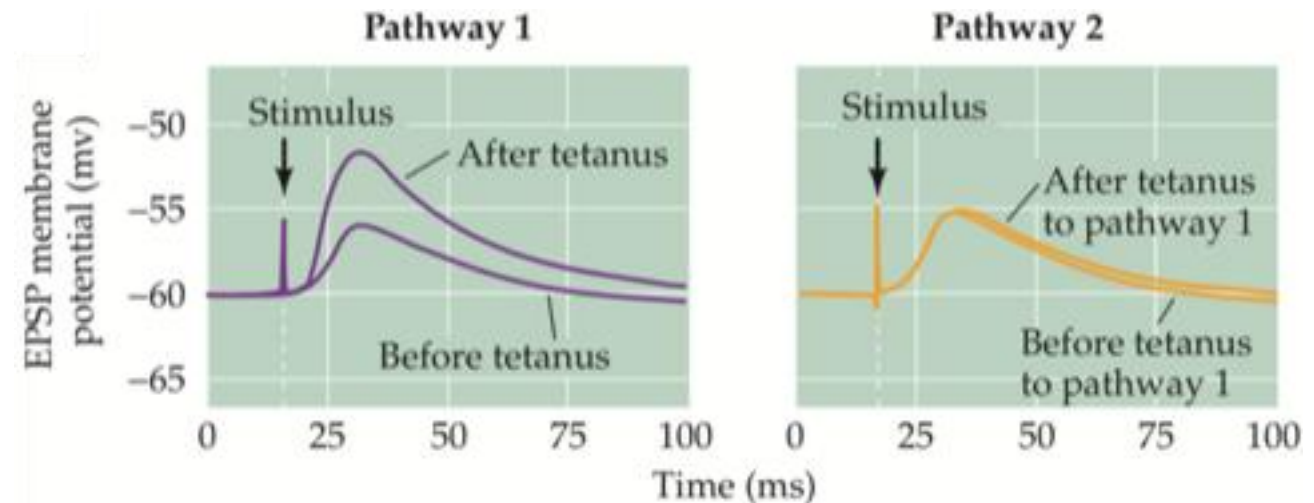 Pathway 1
Pathway 2
EPSP membrane
potential (mv)
−50
−55
−60
−65
Stimulus
After tetanus
Before tetanus
Stimulus
After tetanus
to pathway 1
Before tetanus
to pathway 1
0 25 50 75 100
0 25 50 75 100
Time (ms)